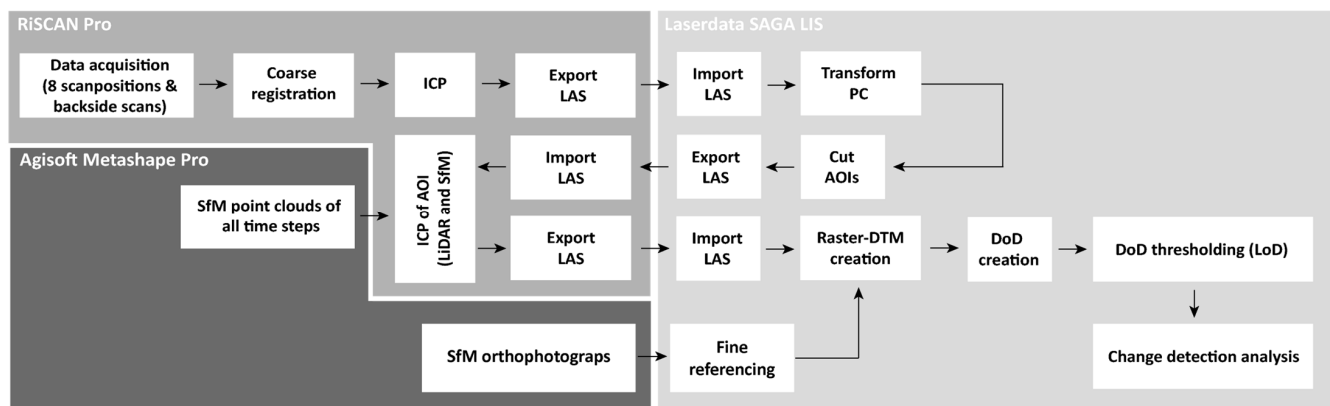 RiSCAN Pro
Data acquisition
(8 scanpositions &
backside scans)
Coarse
registration
ICP
Export
LAS
Laserdata SAGA LIS
Import
LAS
Transform
PC
Cut
AOIs
Export
LAS
Import
LAS
Agisoft Metashape Pro
SfM point clouds of
all time steps
ICP of AOI
(LiDAR and SfM)
Export
LAS
Import
LAS
Raster-DTM
creation
DoD
creation
DoD thresholding (LoD)
SfM orthophotograps
Fine
referencing
Change detection analysis